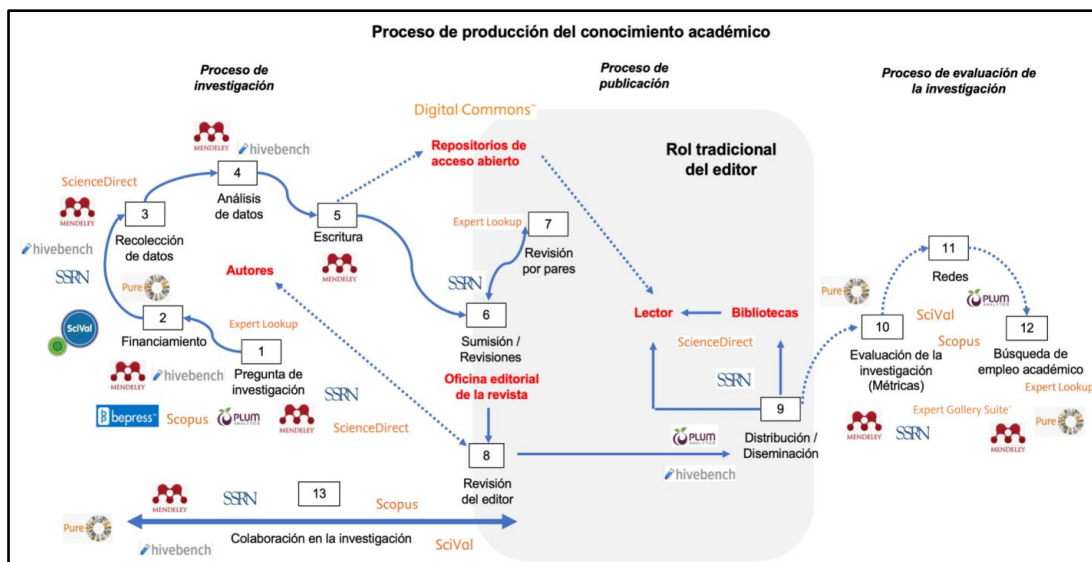 Proceso de producción del conocimiento académico
Proceso de
investigación
Proceso de
publicación
Proceso de evaluación de
la investigación
Digital Commons™
MENDELEY
hivebench
Repositorios de
acceso abierto
Rol tradicional
del editor
ScienceDirect
MENDELEY
4
Análisis
de datos
3
Recolección
de datos
5
Escritura
MENDELEY
Expert Lookup
7
Revisión
por pares
hivebench
SSRN
Pure
Autores
SSRN
11
Redes
Pure
SciVal
2
Financiamiento
Expert Lookup
1
Pregunta de
investigación
6
Sumisión /
Revisiones
Lector
Bibliotecas
ScienceDirect
10
Evaluación de la
investigación
(Métricas)
SciVal
Scopus
PLUM
ANALYTICS
12
Búsqueda de
empleo académico
Expert Lookup
MENDELEY
hivebench
SSRN
bepress™
Scopus
PLUM
ANALYTICS
MENDELEY
ScienceDirect
Oficina editorial
de la revista
SSRN
9
Distribución /
Diseminación
MENDELEY
SSRN
Expert Gallery Suite™
MENDELEY
Pure
8
Revisión
del editor
PLUM
ANALYTICS
hivebench
MENDELEY
SSRN
13
Scopus
Pure
Colaboración en la investigación
hivebench
SciVal